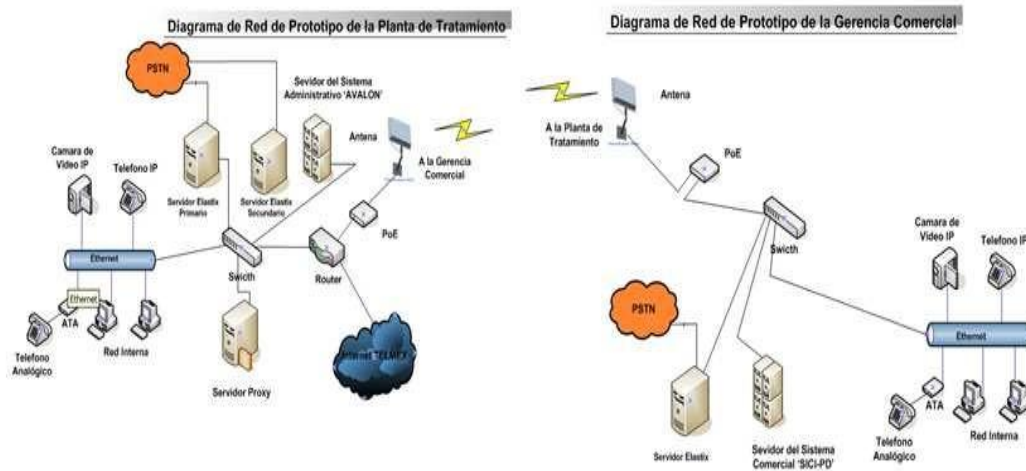 Diagrama de Red de Prototipo de la Planta de Tratamiento
PSTN
Sevidor del Sistema
Administrativo 'AVALON'
Antena
A la Gerencia
Comercial
Camara de
Video IP
Telefono IP
Servidor Elastix
Primario
Servidor Elastix
Secundario
PoE
Ethernet
Swicth
Router
Ethernet
ATA
Red Interna
Telefono
Analógico
Internet TELMEX
Servidor Proxy
Diagrama de Red de Prototipo de la Gerencia Comercial
Antena
A la Planta de
Tratamiento
PoE
Swicth
Camara de
Video IP
Telefono IP
PSTN
Ethernet
ATA
Red Interna
Telefono
Analógico
Servidor Elastix
Sevidor del Sistema
Comercial 'SICI-PD'